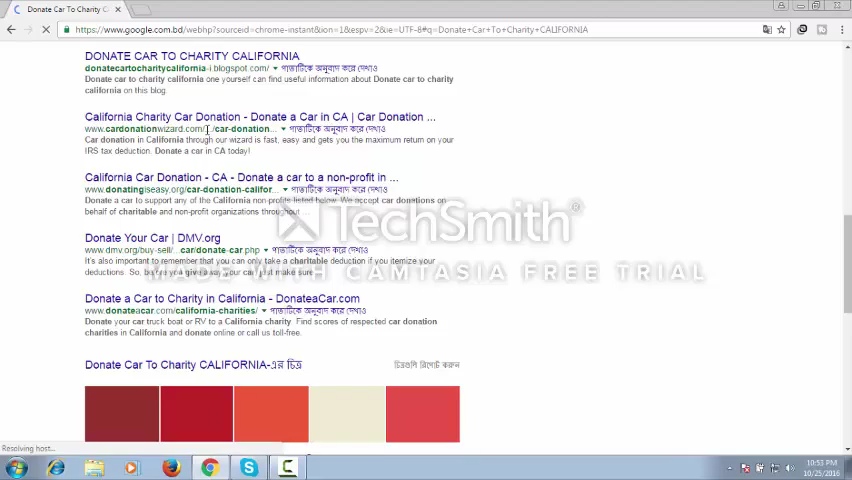 Donate Car To Charity C
https://www.google.com.bd/webhp?sourceid=chrome-instant&ion=1&espv=2&ie=UTF-8#q=Donate+Car+To+Charity+CALIFORNIA
DONATE CAR TO CHARITY CALIFORNIA
donatecartocharitycalifornia-i.blogspot.com/ পাতাটিকে অনুবাদ করে দেখাও
Donate car to charity california one yourself can find useful information about Donate car to charity
california on this blog
California Charity Car Donation - Donate a Car in CA | Car Donation ...
www.cardonationwizard.com/.../car-donation... পাতাটিকে অনুবাদ করে দেখাও
Car donation in California through our wizard is fast, easy and gets you the maximum return on your
IRS tax deduction. Donate a car in CA today!
California Car Donation - CA - Donate a car to a non-profit in ...
www.donatingiseasy.org/car-donation-califor... পাতাটিকে অনুবাদ করে দেখাও
Donate a car to support any of the California non-profits listed below. We accept car donations on
behalf of charitable and non-profit organizations throughout ...
TechSmith
Donate Your Car | DMV.org
www.dmv.org/buy-sell/...car/donate-car.php পাতাটিকে অনুবাদ করে দেখাও
It's also important to remember that you can only take a charitable deduction if you itemize your
deductions. So, before you give away your car, just make sure
MADE WITH CAMTASIA FREE TRIAL
Donate a Car to Charity in California - DonateaCar.com
www.donateacar.com/california-charities/ পাতাটিকে অনুবাদ করে দেখাও
Donate your car truck boat or RV to a California charity. Find scores of respected car donation
charities in California and donate online or call us toll-free.
Donate Car To Charity CALIFORNIA-এর চিত্র চিত্রগুলি রিপোর্ট করুন
Resolving host...
10:53 PM
10/25/2016